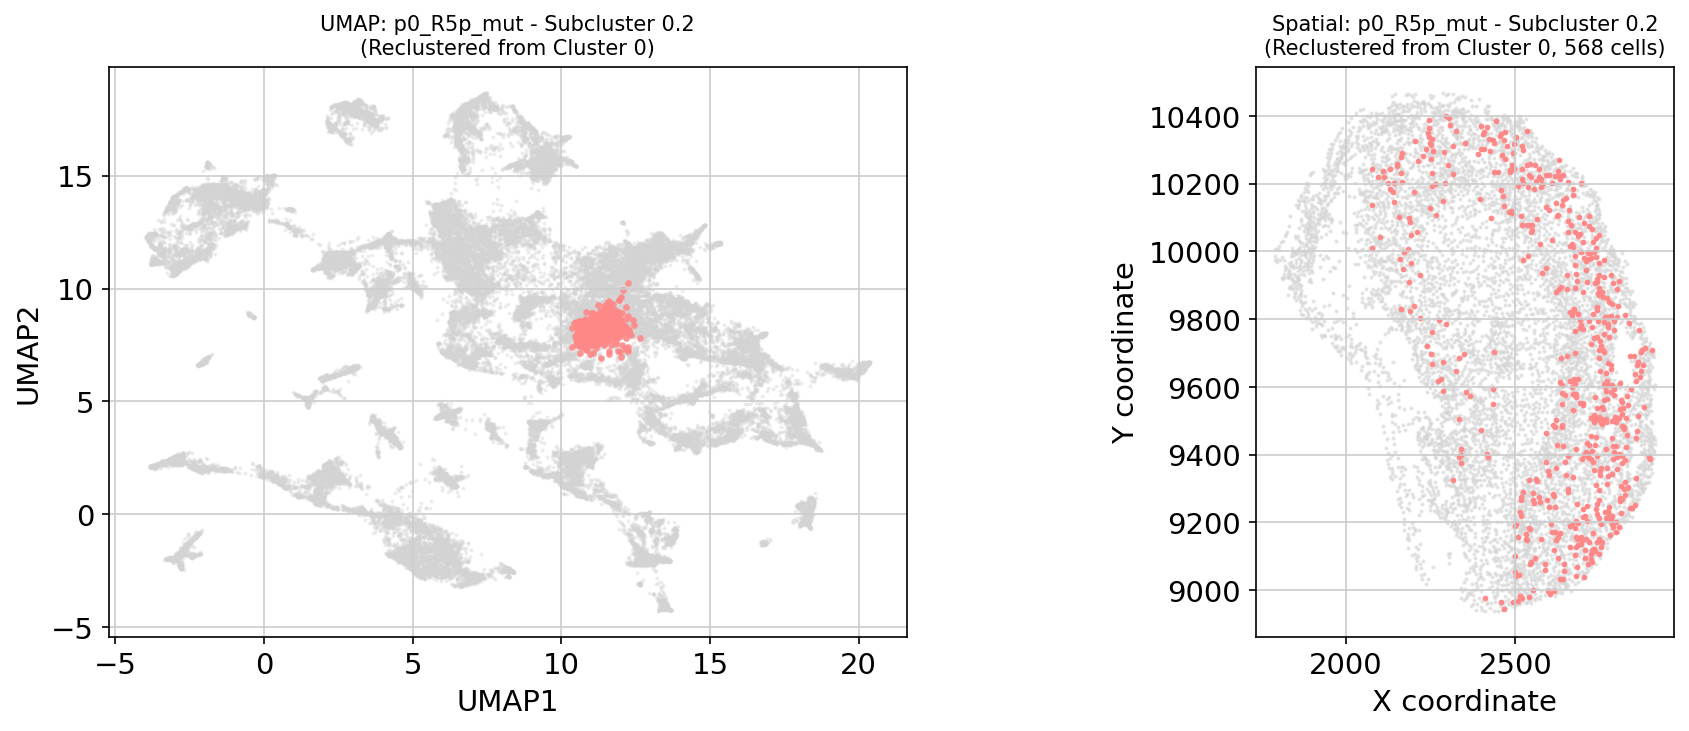 UMAP: p0_R5p_mut - Subcluster 0.2
(Reclustered from Cluster 0)
15
10
5
0
−5
UMAP2
−5
0
5
10
15
20
UMAP1
Spatial: p0_R5p_mut - Subcluster 0.2
(Reclustered from Cluster 0, 568 cells)
10400
10200
10000
9800
9600
9400
9200
9000
Y coordinate
2000
2500
X coordinate